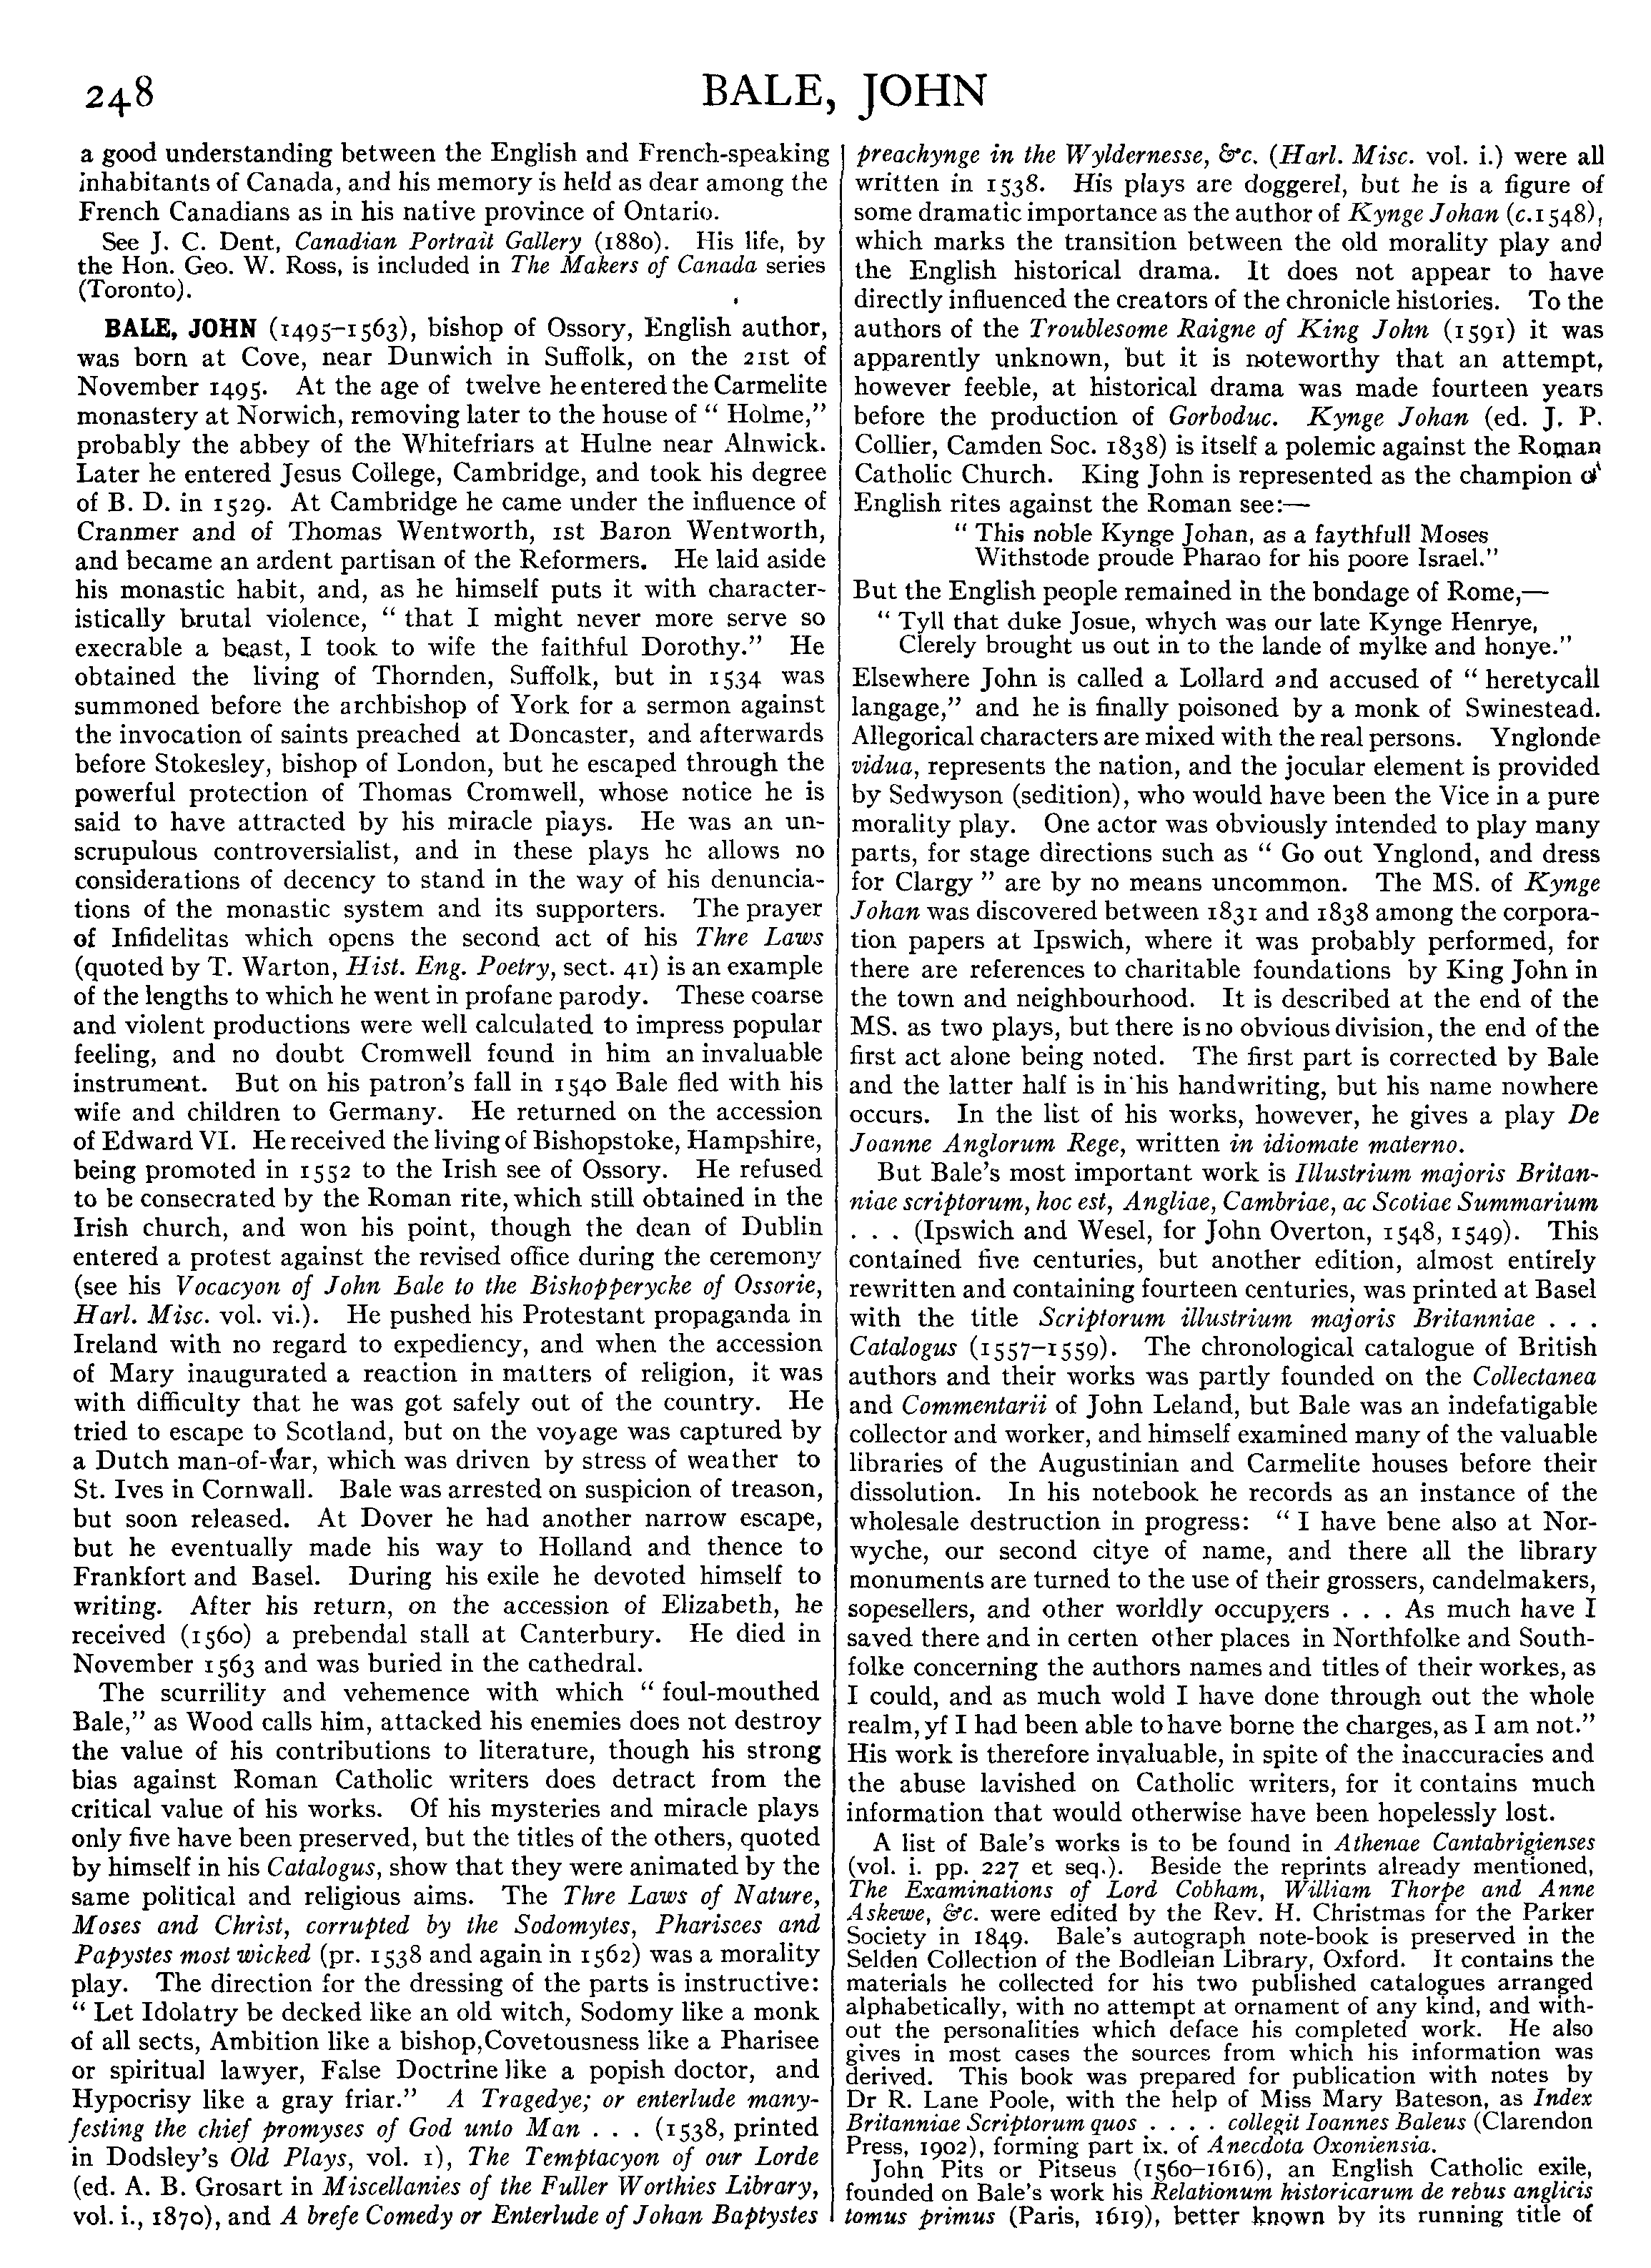 248
BALE, JOHN
a good understanding between the English and French-speaking
inhabitants of Canada, and his memory is held as dear among the
French Canadians as in his native province of Ontario.
See J. C. Dent, Canadian Portrait Gallery (1880). His life, by
the Hon. Geo. W. Ross, is included in The Makers of Canada series
(Toronto).
BALE, JOHN (1495–1563), bishop of Ossory, English author,
was born at Cove, near Dunwich in Suffolk, on the 21st of
November 1495. At the age of twelve he entered the Carmelite
monastery at Norwich, removing later to the house of “ Holme,”
probably the abbey of the Whitefriars at Hulne near Alnwick.
Later he entered Jesus College, Cambridge, and took his degree
of B. D. in 1529. At Cambridge he came under the influence of
Cranmer and of Thomas Wentworth, 1st Baron Wentworth,
and became an ardent partisan of the Reformers. He laid aside
his monastic habit, and, as he himself puts it with character-
istically brutal violence, “ that I might never more serve so
execrable a beast, I took to wife the faithful Dorothy.” He
obtained the living of Thornden, Suffolk, but in 1534 was
summoned before the archbishop of York for a sermon against
the invocation of saints preached at Doncaster, and afterwards
before Stokesley, bishop of London, but he escaped through the
powerful protection of Thomas Cromwell, whose notice he is
said to have attracted by his miracle plays. He was an un-
scrupulous controversialist, and in these plays he allows no
considerations of decency to stand in the way of his denuncia-
tions of the monastic system and its supporters. The prayer
of Infidelitas which opens the second act of his Thre Laws
(quoted by T. Warton, Hist. Eng. Poetry, sect. 41) is an example
of the lengths to which he went in profane parody. These coarse
and violent productions were well calculated to impress popular
feeling, and no doubt Cromwell found in him an invaluable
instrument. But on his patron’s fall in 1540 Bale fled with his
wife and children to Germany. He returned on the accession
of Edward VI. He received the living of Bishopstoke, Hampshire,
being promoted in 1552 to the Irish see of Ossory. He refused
to be consecrated by the Roman rite, which still obtained in the
Irish church, and won his point, though the dean of Dublin
entered a protest against the revised office during the ceremony
(see his Vocacyon of John Bale to the Bishopperycke of Ossorie,
Harl. Misc. vol. vi.). He pushed his Protestant propaganda in
Ireland with no regard to expediency, and when the accession
of Mary inaugurated a reaction in matters of religion, it was
with difficulty that he was got safely out of the country. He
tried to escape to Scotland, but on the voyage was captured by
a Dutch man-of-war, which was driven by stress of weather to
St. Ives in Cornwall. Bale was arrested on suspicion of treason,
but soon released. At Dover he had another narrow escape,
but he eventually made his way to Holland and thence to
Frankfort and Basel. During his exile he devoted himself to
writing. After his return, on the accession of Elizabeth, he
received (1560) a prebendal stall at Canterbury. He died in
November 1563 and was buried in the cathedral.
The scurrility and vehemence with which “ foul-mouthed
Bale,” as Wood calls him, attacked his enemies does not destroy
the value of his contributions to literature, though his strong
bias against Roman Catholic writers does detract from the
critical value of his works. Of his mysteries and miracle plays
only five have been preserved, but the titles of the others, quoted
by himself in his Catalogus, show that they were animated by the
same political and religious aims. The Thre Laws of Nature,
Moses and Christ, corrupted by the Sodomytes, Pharisees and
Papystes most wicked (pr. 1538 and again in 1562) was a morality
play. The direction for the dressing of the parts is instructive:
“ Let Idolatry be decked like an old witch, Sodomy like a monk
of all sects, Ambition like a bishop,Covetousness like a Pharisee
or spiritual lawyer, False Doctrine like a popish doctor, and
Hypocrisy like a gray friar.” A Tragedye; or enterlude many-
festing the chief promyses of God unto Man . . . (1538, printed
in Dodsley’s Old Plays, vol. 1), The Temptacyon of our Lorde
(ed. A. B. Grosart in Miscellanies of the Fuller Worthies Library,
vol. i., 1870), and A brefe Comedy or Enterlude of Johan Baptystes
preachynge in the Wyldernesse, &c. (Harl. Misc. vol. i.) were all
written in 1538. His plays are doggerel, but he is a figure of
some dramatic importance as the author of Kynge Johan (c.1548),
which marks the transition between the old morality play and
the English historical drama. It does not appear to have
directly influenced the creators of the chronicle histories. To the
authors of the Troublesome Raigne of King John (1591) it was
apparently unknown, but it is noteworthy that an attempt,
however feeble, at historical drama was made fourteen years
before the production of Gorboduc. Kynge Johan (ed. J. P.
Collier, Camden Soc. 1838) is itself a polemic against the Roman
Catholic Church. King John is represented as the champion of
English rites against the Roman see:—
“ This noble Kynge Johan, as a faythfull Moses
Withstode proude Pharao for his poore Israel.”
But the English people remained in the bondage of Rome,—
“ Tyll that duke Josue, whych was our late Kynge Henrye,
Clerely brought us out in to the lande of mylke and honye.”
Elsewhere John is called a Lollard and accused of “ heretycall
langage,” and he is finally poisoned by a monk of Swinestead.
Allegorical characters are mixed with the real persons. Ynglonde
vidua, represents the nation, and the jocular element is provided
by Sedwyson (sedition), who would have been the Vice in a pure
morality play. One actor was obviously intended to play many
parts, for stage directions such as “ Go out Ynglond, and dress
for Clergy ” are by no means uncommon. The MS. of Kynge
Johan was discovered between 1831 and 1838 among the corpora-
tion papers at Ipswich, where it was probably performed, for
there are references to charitable foundations by King John in
the town and neighbourhood. It is described at the end of the
MS. as two plays, but there is no obvious division, the end of the
first act alone being noted. The first part is corrected by Bale
and the latter half is in his handwriting, but his name nowhere
occurs. In the list of his works, however, he gives a play De
Joanne Anglorum Rege, written in idiomate materno.
But Bale’s most important work is Illustrium majoris Britan-
niae scriptorum, hoc est, Angliae, Cambriae, ac Scotiae Summarium
. . . (Ipswich and Wesel, for John Overton, 1548, 1549). This
contained five centuries, but another edition, almost entirely
rewritten and containing fourteen centuries, was printed at Basel
with the title Scriptorum illustrium majoris Britanniae . . .
Catalogus (1557–1559). The chronological catalogue of British
authors and their works was partly founded on the Collectanea
and Commentarii of John Leland, but Bale was an indefatigable
collector and worker, and himself examined many of the valuable
libraries of the Augustinian and Carmelite houses before their
dissolution. In his notebook he records as an instance of the
wholesale destruction in progress: “ I have bene also at Nor-
wyche, our second citye of name, and there all the library
monuments are turned to the use of their grossers, candelmakers,
sopesellers, and other worldly occupyers . . . As much have I
saved there and in certen other places in Northfolke and South-
folke concerning the authors names and titles of their workes, as
I could, and as much wold I have done through out the whole
realm, yf I had been able to have borne the charges, as I am not.”
His work is therefore invaluable, in spite of the inaccuracies and
the abuse lavished on Catholic writers, for it contains much
information that would otherwise have been hopelessly lost.
A list of Bale’s works is to be found in Athenae Cantabrigienses
(vol. i. pp. 227 et seq.). Beside the reprints already mentioned,
The Examinations of Lord Cobham, William Thorpe and Anne
Askewe, &c. were edited by the Rev. H. Christmas for the Parker
Society in 1849. Bale’s autograph note-book is preserved in the
Selden Collection of the Bodleian Library, Oxford. It contains the
materials he collected for his two published catalogues arranged
alphabetically, with no attempt at ornament of any kind, and with-
out the personalities which deface his completed work. He also
gives in most cases the sources from which his information was
derived. This book was prepared for publication with notes by
Dr R. Lane Poole, with the help of Miss Mary Bateson, as Index
Britanniae Scriptorum quos . . . . collegit Ioannes Baleus (Clarendon
Press, 1902), forming part ix. of Anecdota Oxoniensia.
John Pits or Pitseus (1560–1616), an English Catholic exile,
founded on Bale’s work his Relationum historicarum de rebus anglicis
tomus primus (Paris, 1619), better known by its running title of